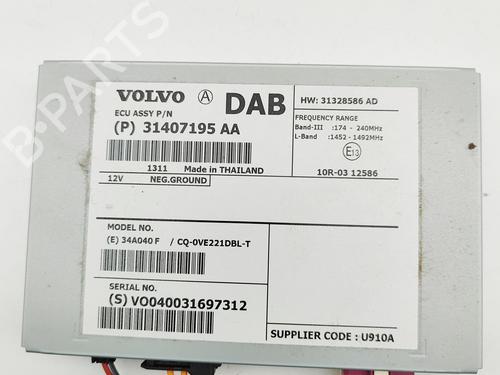 VOLVO A DAB
ECU ASSY P/N
(P) 31407195 AA
1311 Made in THAILAND
12V NEG.GROUND
HW: 31328586 AD
FREQUENCY RANGE
Band-III :174 - 240MHz
L-Band :1452 - 1492MHz
E13
10R-03 12586
MODEL NO.
(E) 34A040 F / CQ-0VE221DBL-T
SERIAL NO.
(S) VO040031697312
SUPPLIER CODE : U910A
B-PARTS